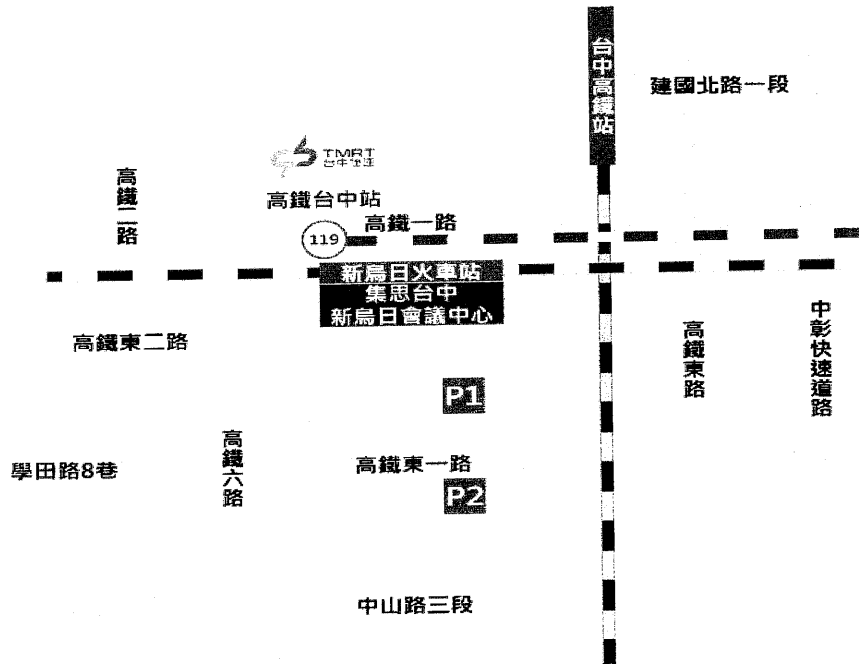 台中高鐵站
建國北路一段
TMRT
台中捷運
高鐵台中站
高鐵二路
高鐵一路
119
新烏日火車站
集思台中
新烏日會議中心
高鐵東二路
高鐵東路
中彰快速道路
P1
高鐵六路
高鐵東一路
學田路8巷
P2
中山路三段